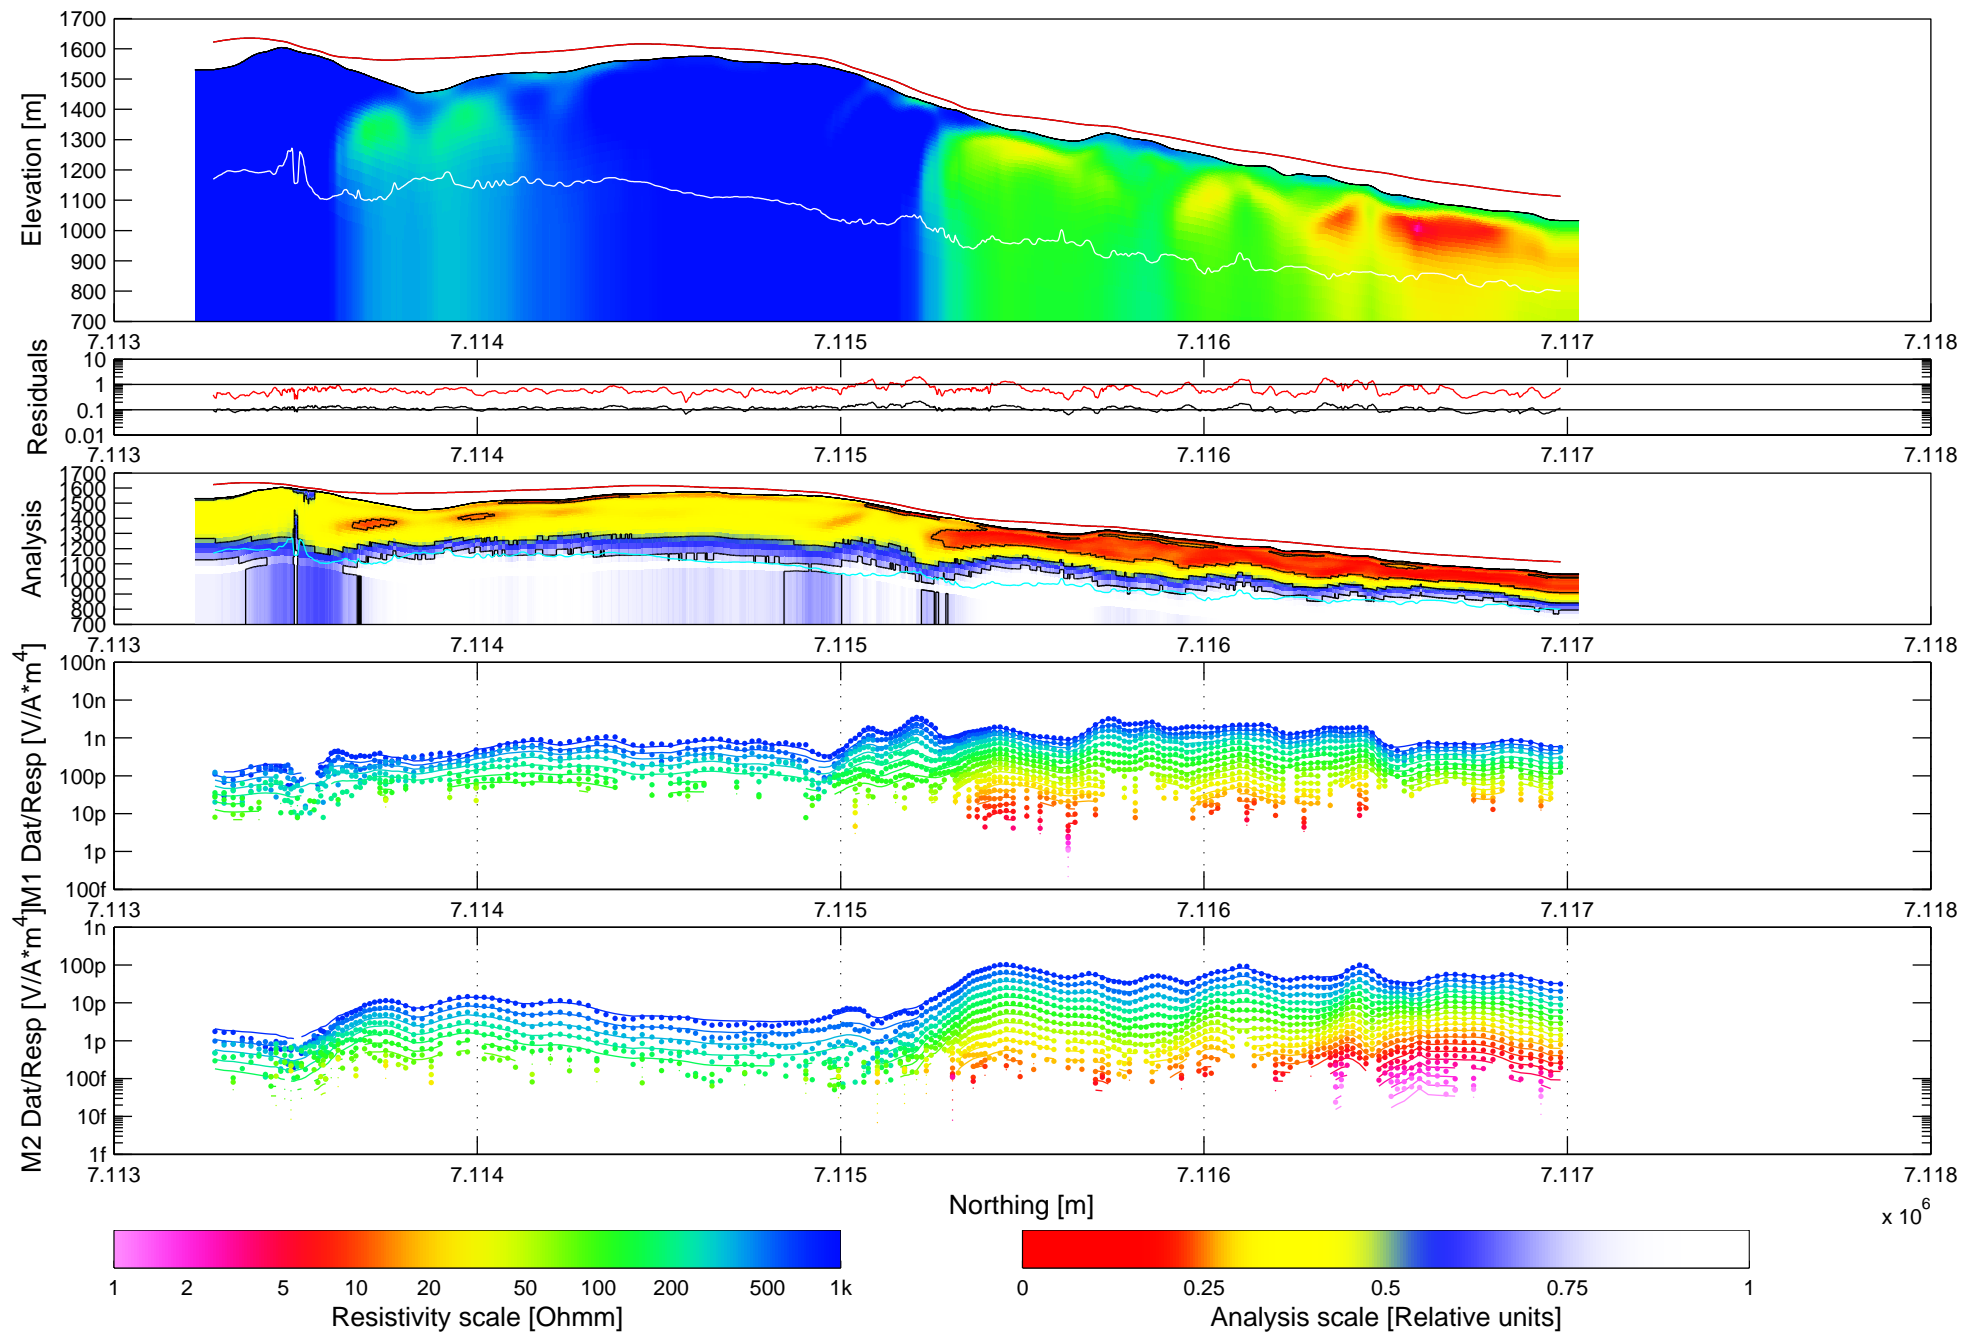 1700
1600
1500
1400
1300
1200
1100
1000
900
800
700
Elevation [m]
7.113 7.114 7.115 7.116 7.117 7.118
10
1
0.1
0.01
Residuals
7.113 7.114 7.115 7.116 7.117 7.118
1700
1600
1500
1400
1300
1200
1100
1000
900
800
700
Analysis
7.113 7.114 7.115 7.116 7.117 7.118
100n
10n
1n
100p
10p
1p
100f
M1 Dat/Resp [V/A*m4]
7.113 7.114 7.115 7.116 7.117 7.118
1n
100p
10p
1p
100f
10f
1f
M2 Dat/Resp [V/A*m4]
7.113 7.114 7.115 7.116 7.117 7.118
Northing [m]
x 106
1 2 5 10 20 50 100 200 500 1k
Resistivity scale [Ohmm]
0 0.25 0.5 0.75 1
Analysis scale [Relative units]